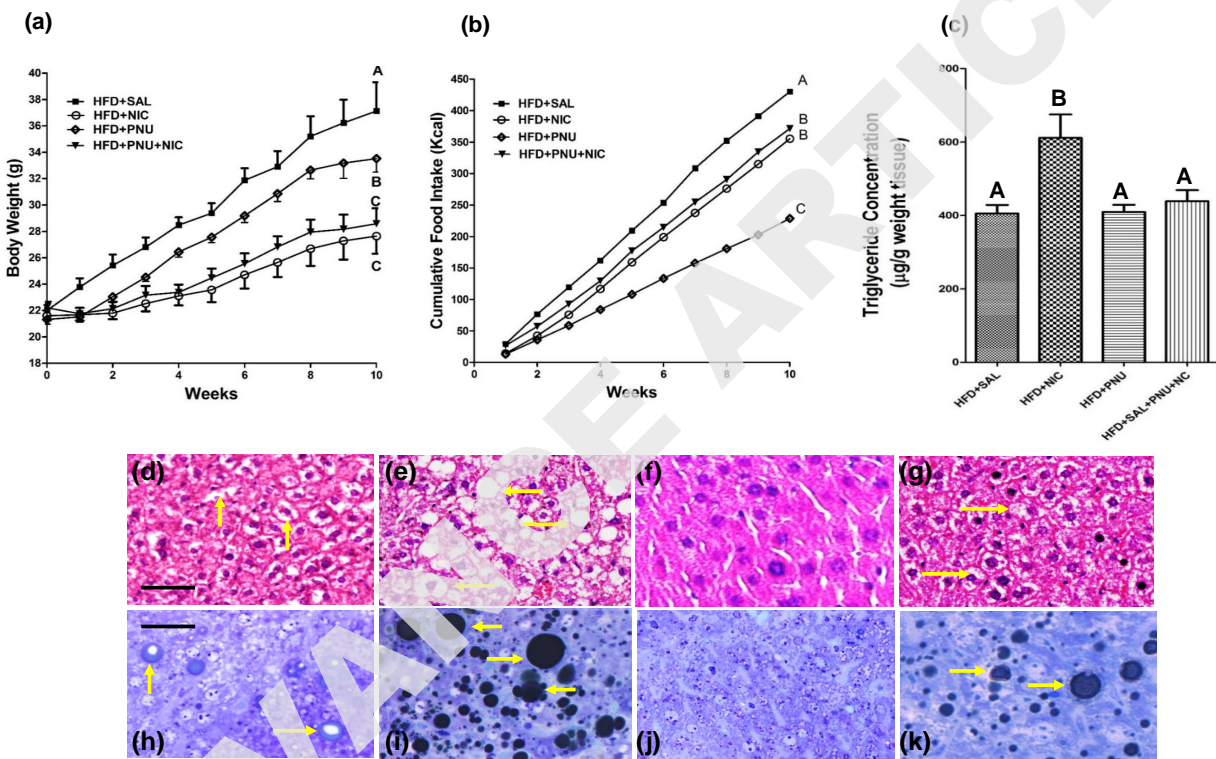 (a)
Body Weight (g)
40
38
36
34
32
30
28
26
24
22
20
18
HFD+SAL
HFD+NIC
HFD+PNU
HFD+PNU+NIC
A
B
C
C
0
2
4
6
8
10
Weeks
(b)
Cumulative Food Intake (Kcal)
450
400
350
300
250
200
150
100
50
0
HFD+SAL
HFD+NIC
HFD+PNU
HFD+PNU+NIC
A
B
B
C
0
2
4
6
8
10
Weeks
(c)
Triglyceride Concentration
(µg/g weight tissue)
800
600
400
200
0
A
B
A
A
HFD+SAL
HFD+NIC
HFD+PNU
HFD+SAL+PNU+NC
(d)
(e)
(f)
(g)
(h)
(i)
(j)
(k)